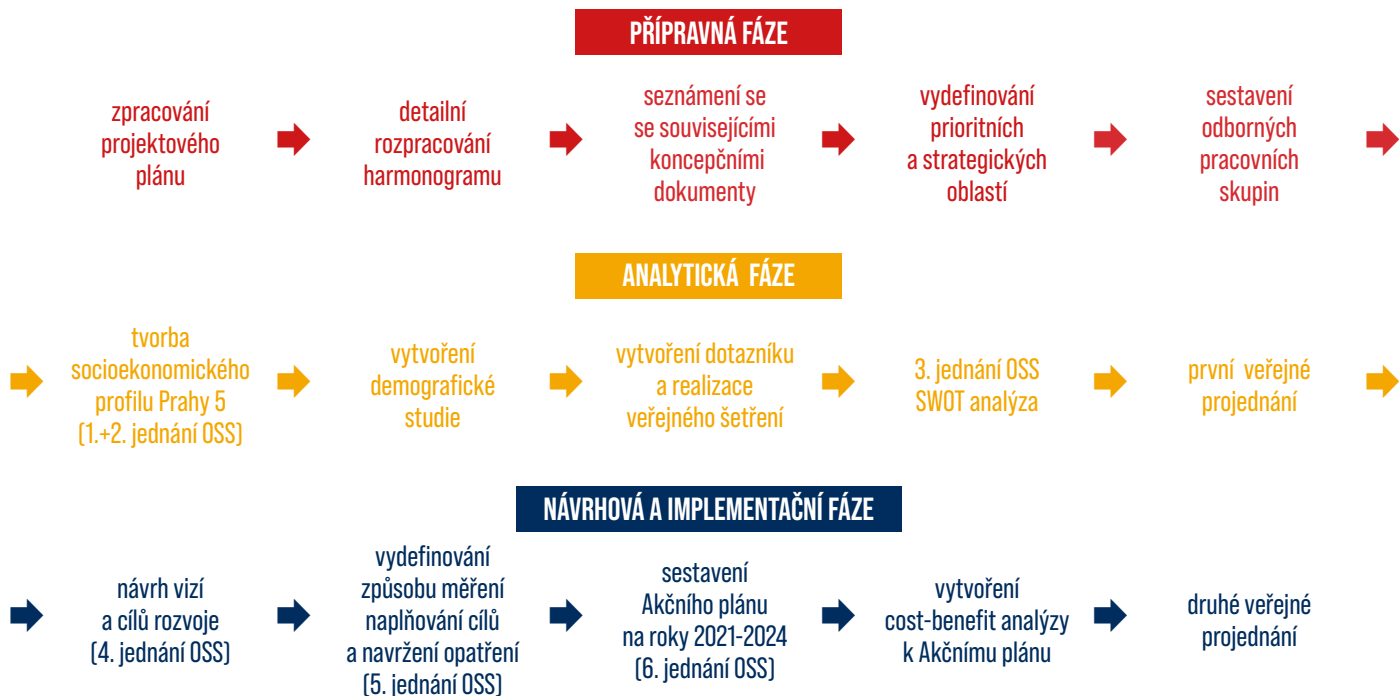 PŘÍPRAVNÁ FÁZE
zpracování
projektového
plánu
detailní
rozpracování
harmonogramu
seznámení se
se souvisejícími
koncepčními
dokumenty
vydefinování
prioritních
a strategických
oblastí
sestavení
odborných
pracovních
skupin
ANALYTICKÁ FÁZE
tvorba
socioekonomického
profilu Prahy 5
(1.+2. jednání OSS)
vytvoření
demografické
studie
vytvoření dotazníku
a realizace
veřejného šetření
3. jednání OSS
SWOT analýza
první veřejné
projednání
NÁVRHOVÁ A IMPLEMENTAČNÍ FÁZE
návrh vizí
a cílů rozvoje
(4. jednání OSS)
vydefinování
způsobu měření
naplňování cílů
a navržení opatření
(5. jednání OSS)
sestavení
Akčního plánu
na roky 2021-2024
(6. jednání OSS)
vytvoření
cost-benefit analýzy
k Akčnímu plánu
druhé veřejné
projednání